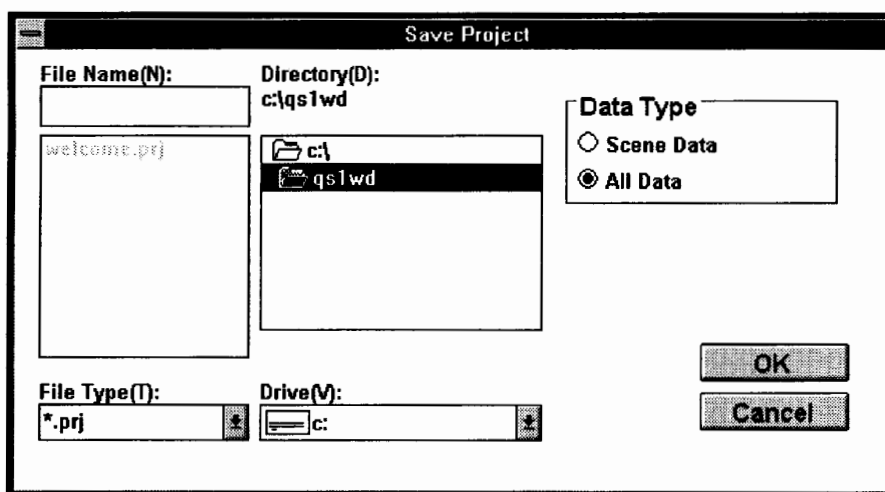 Save Project
File Name(N):
Directory(D):
c:\qs1wd
welcome.prj
c:\
qs1wd
Data Type
Scene Data
All Data
File Type(T):
*.prj
Drive(V):
c:
OK
Cancel